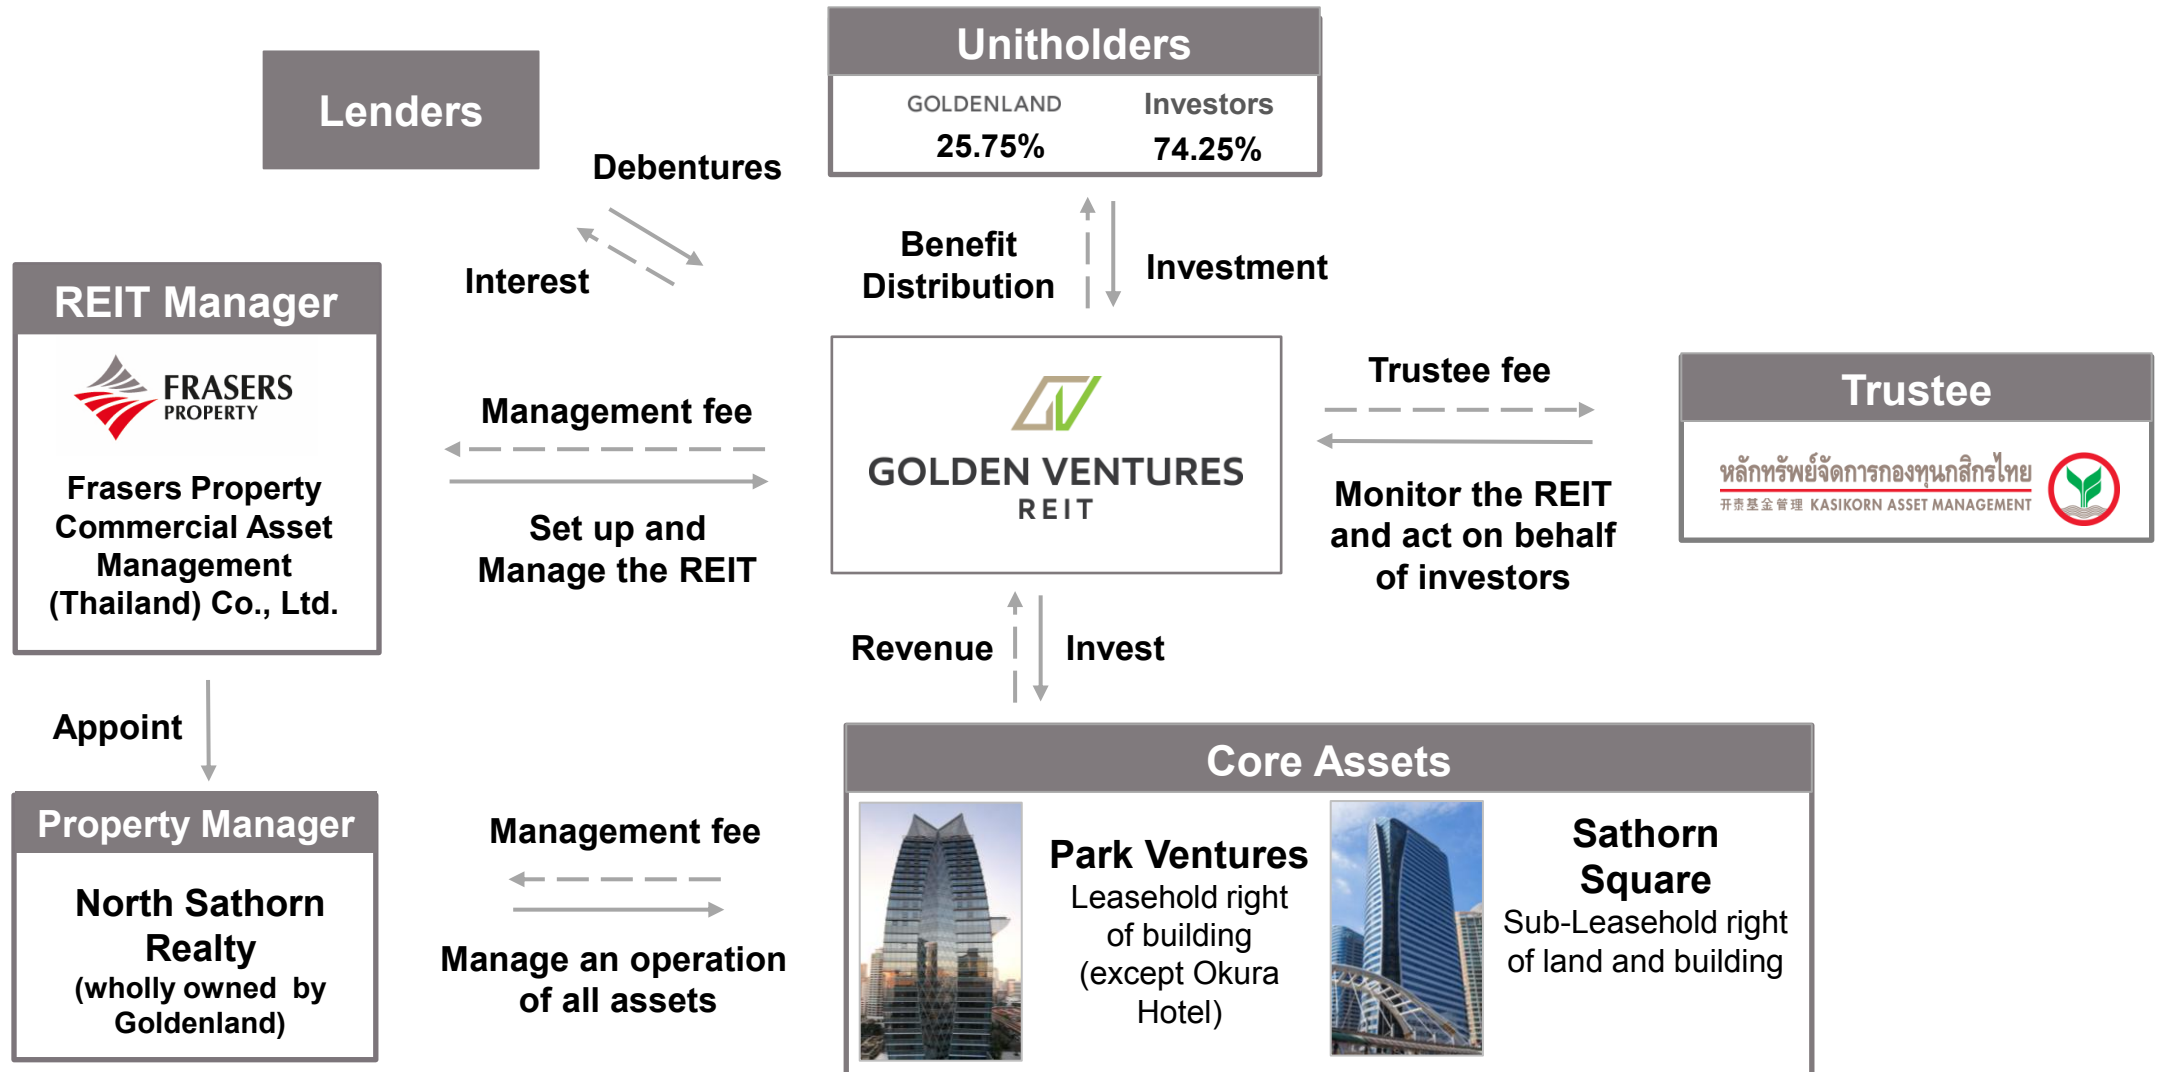 Unitholders
GOLDENLAND
25.75%
Investors
74.25%
Lenders
Debentures
Interest
Benefit
Distribution
Investment
REIT Manager
FRASERS
PROPERTY
Frasers Property
Commercial Asset
Management
(Thailand) Co., Ltd.
Management fee
Set up and
Manage the REIT
GOLDEN VENTURES
REIT
Trustee fee
Monitor the REIT
and act on behalf
of investors
Trustee
หลักทรัพย์จัดการกองทุนกสิกรไทย
开泰基金管理 KASIKORN ASSET MANAGEMENT
Revenue
Invest
Appoint
Property Manager
North Sathorn
Realty
(wholly owned by
Goldenland)
Management fee
Manage an operation
of all assets
Core Assets
Park Ventures
Leasehold right
of building
(except Okura
Hotel)
Sathorn
Square
Sub-Leasehold right
of land and building